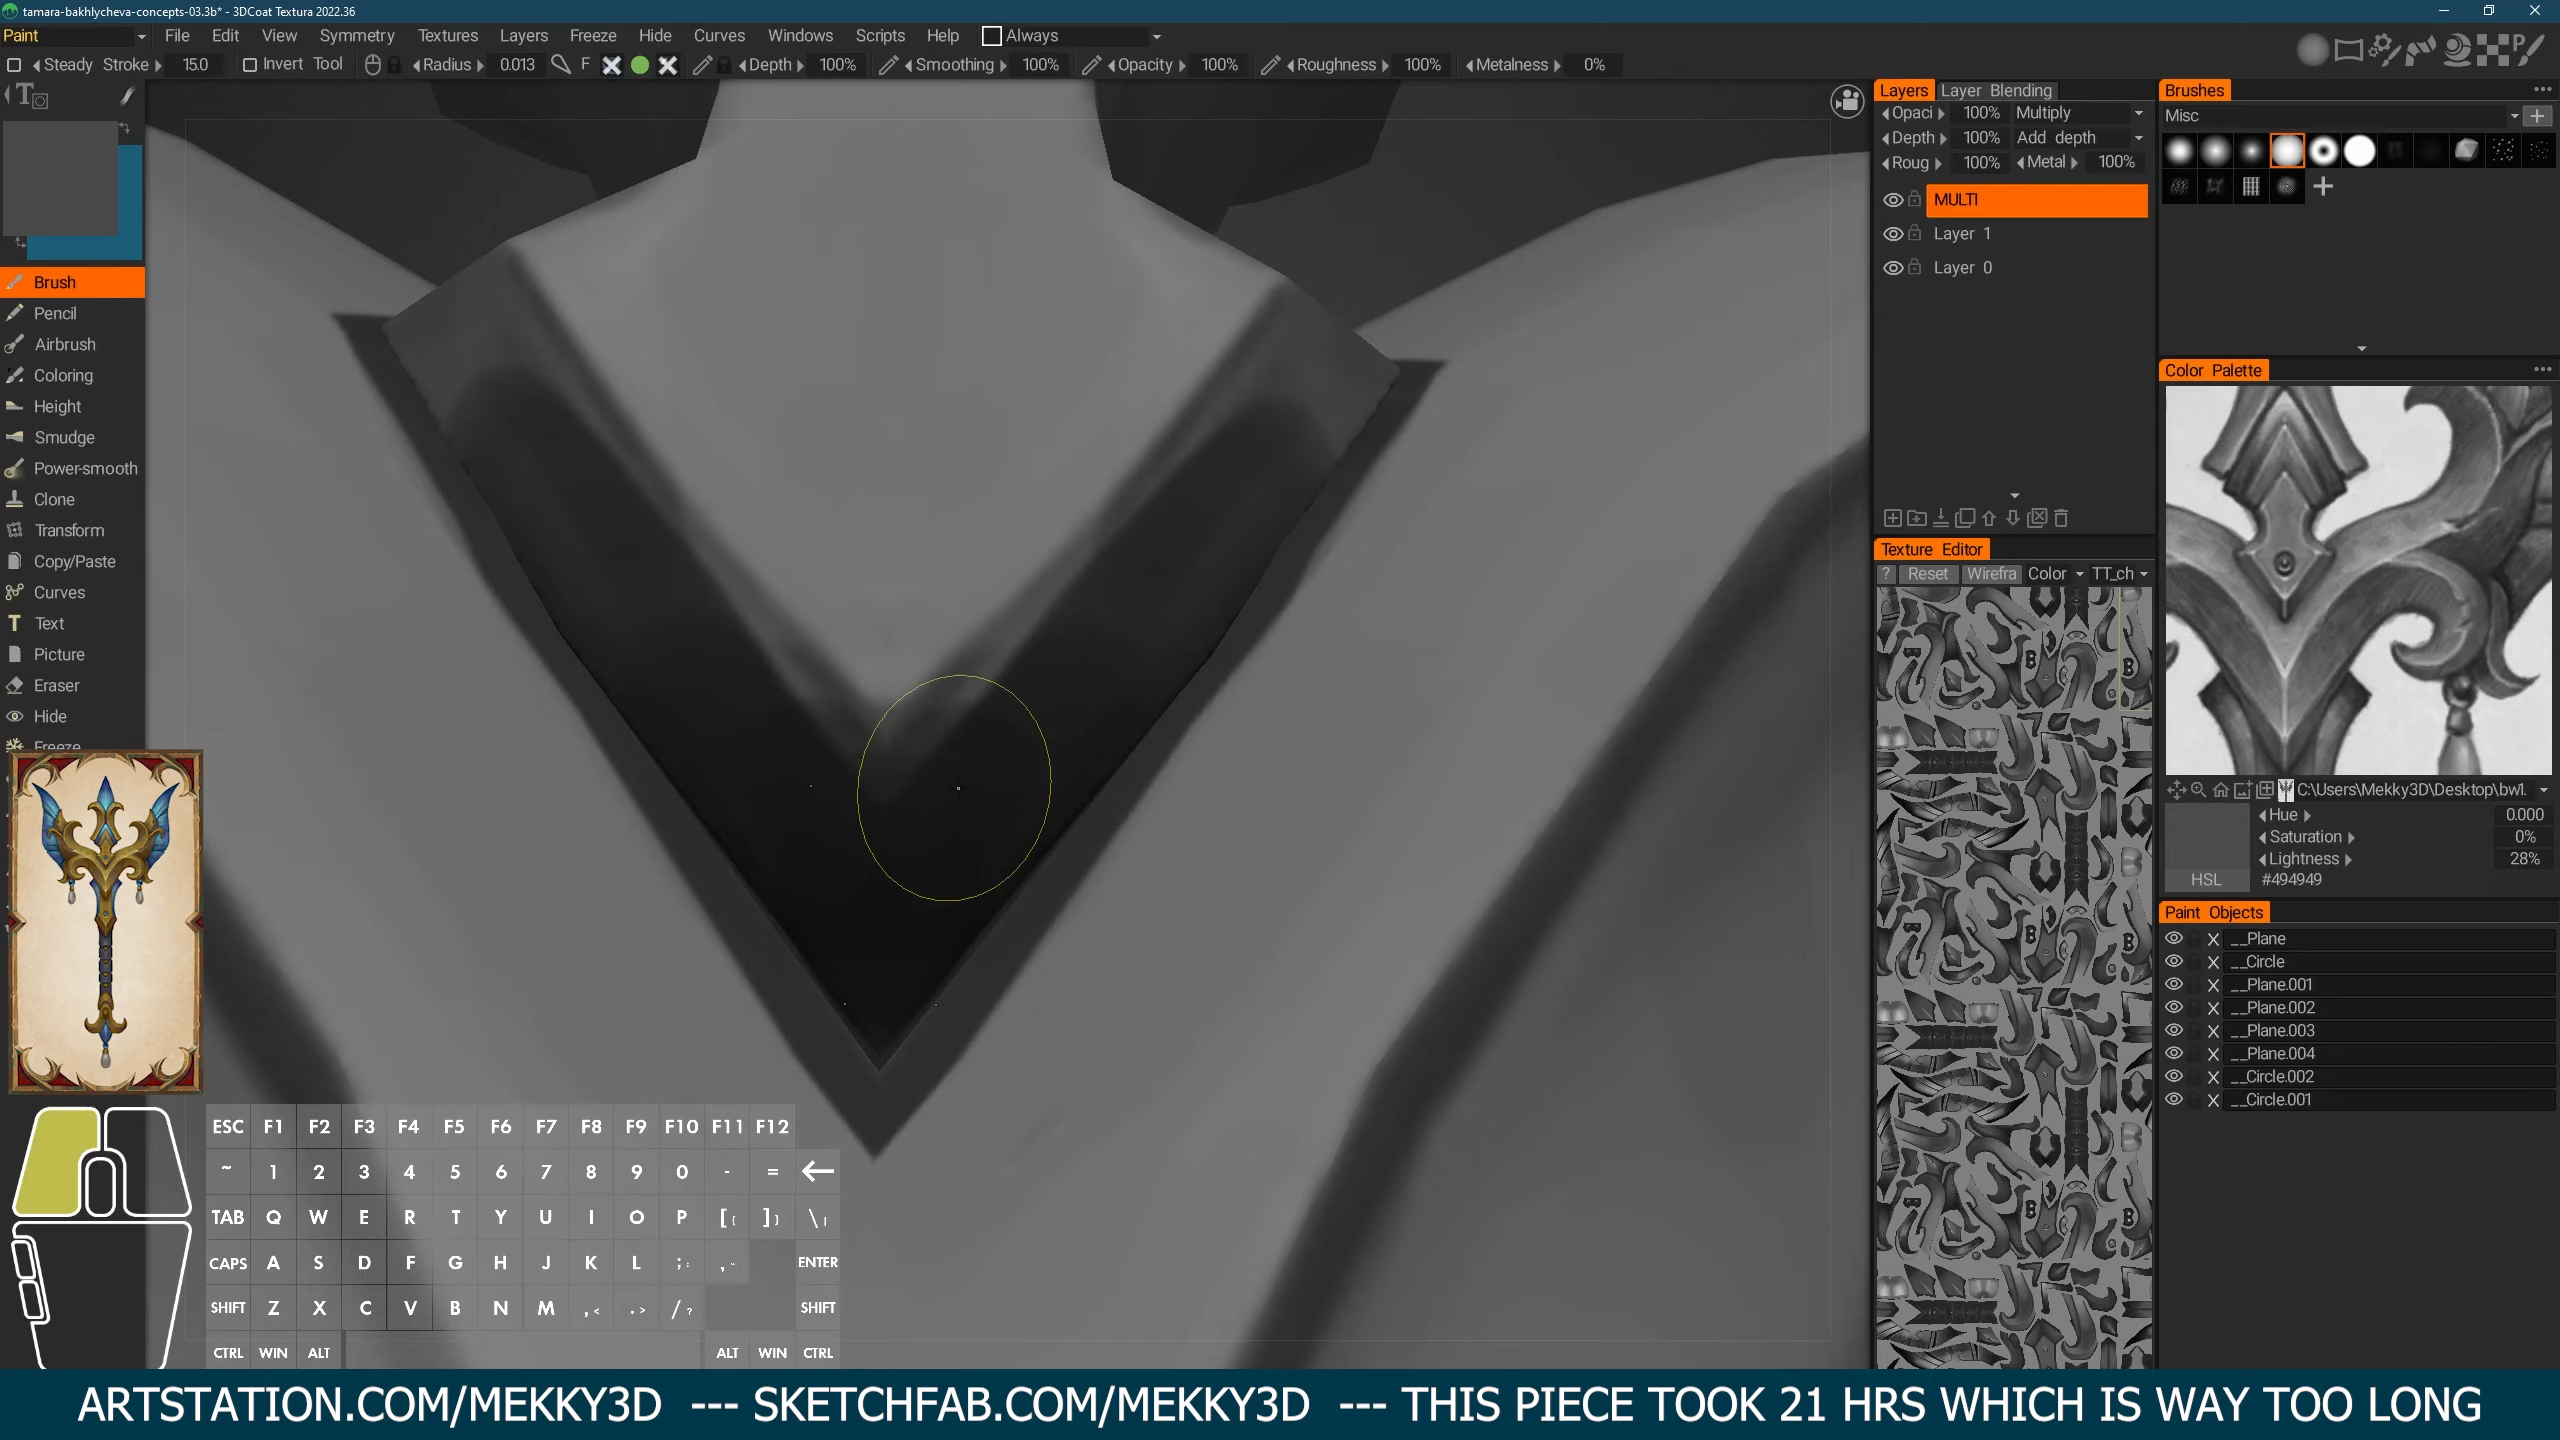 tamara-bakhlycheva-concepts-03.3b* - 3DCoat Textura 2022.36
Paint File Edit View Symmetry Textures Layers Freeze Hide Curves Windows Scripts Help Always
Steady Stroke 15.0 Invert Tool Radius 0.013 F Depth 100% Smoothing 100% Opacity 100% Roughness 100% Metalness 0%
Brush
Pencil
Airbrush
Coloring
Height
Smudge
Power-smooth
Clone
Transform
Copy/Paste
Curves
Text
Picture
Eraser
Hide
Freeze
Layers Layer Blending
Opaci 100% Multiply
Depth 100% Add depth
Roug 100% Metal 100%
MULTI
Layer 1
Layer 0
Texture Editor
? Reset Wirefra Color TT_ch
Brushes
Misc
Color Palette
C:\Users\Mekky3D\Desktop\bw1.
Hue 0.000
Saturation 0%
Lightness 28%
HSL #494949
Paint Objects
X __Plane
X __Circle
X __Plane.001
X __Plane.002
X __Plane.003
X __Plane.004
X __Circle.002
X __Circle.001
ESC F1 F2 F3 F4 F5 F6 F7 F8 F9 F10 F11 F12
~ 1 2 3 4 5 6 7 8 9 0 - =
TAB Q W E R T Y U I O P [ { ] } \ |
CAPS A S D F G H J K L ; : , " ENTER
SHIFT Z X C V B N M , < . > / ? SHIFT
CTRL WIN ALT ALT WIN CTRL
ARTSTATION.COM/MEKKY3D --- SKETCHFAB.COM/MEKKY3D --- THIS PIECE TOOK 21 HRS WHICH IS WAY TOO LONG